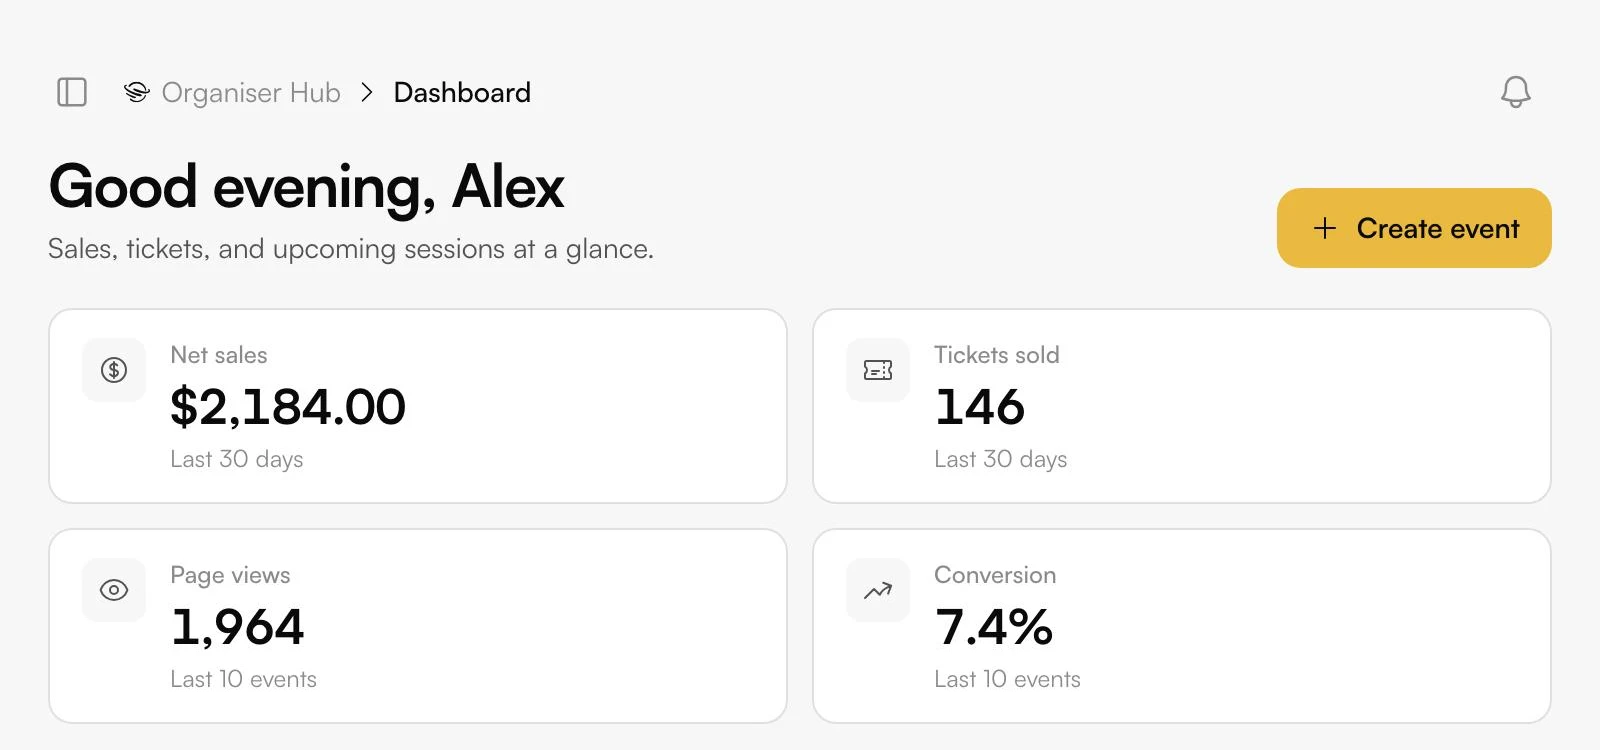 Organiser Hub > Dashboard
Good evening, Alex
Sales, tickets, and upcoming sessions at a glance.
+ Create event
Net sales
$2,184.00
Last 30 days
Tickets sold
146
Last 30 days
Page views
1,964
Last 10 events
Conversion
7.4%
Last 10 events